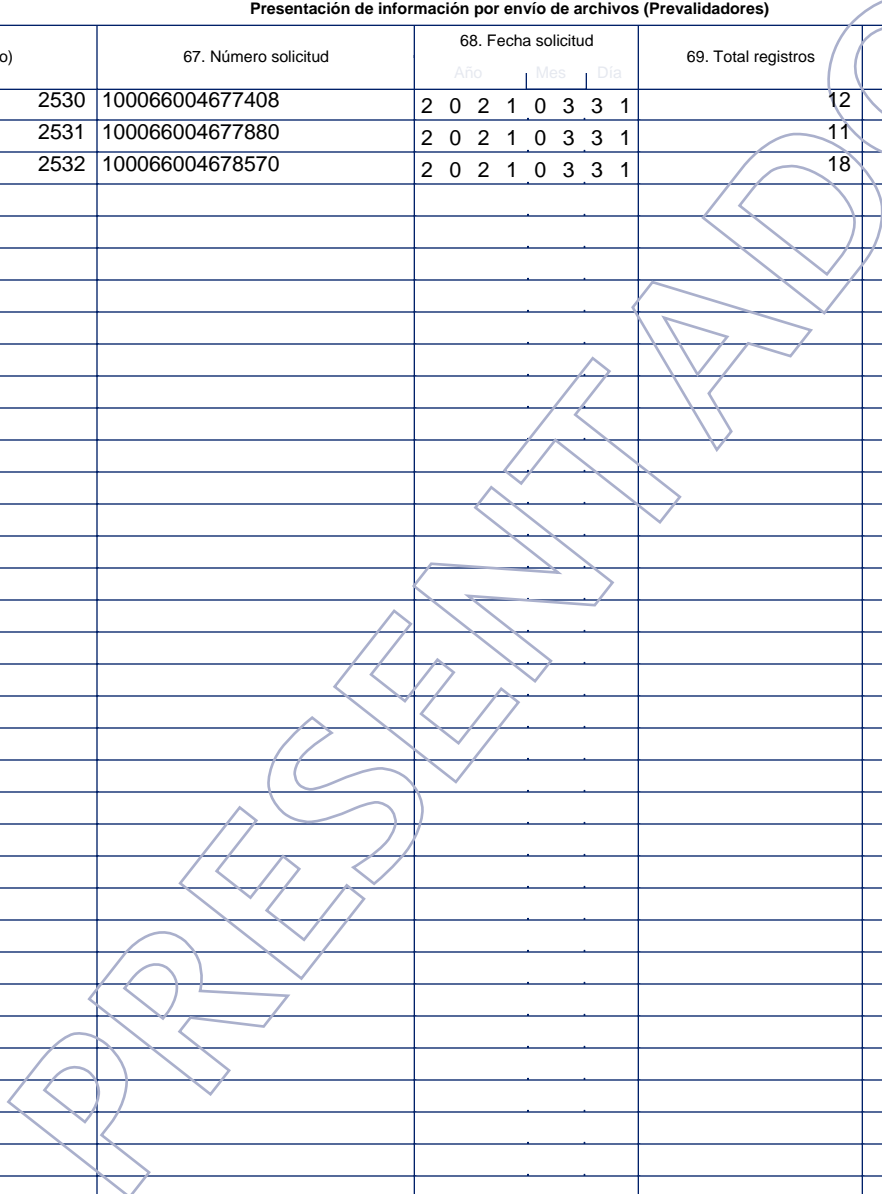 Presentación de información por envío de archivos (Prevalidadores)
o) 67. Número solicitud 68. Fecha solicitud 69. Total registros
Año Mes Día
2530 100066004677408 2 0 2 1 0 3 3 1 12
2531 100066004677880 2 0 2 1 0 3 3 1 11
2532 100066004678570 2 0 2 1 0 3 3 1 18
PRESENTADO